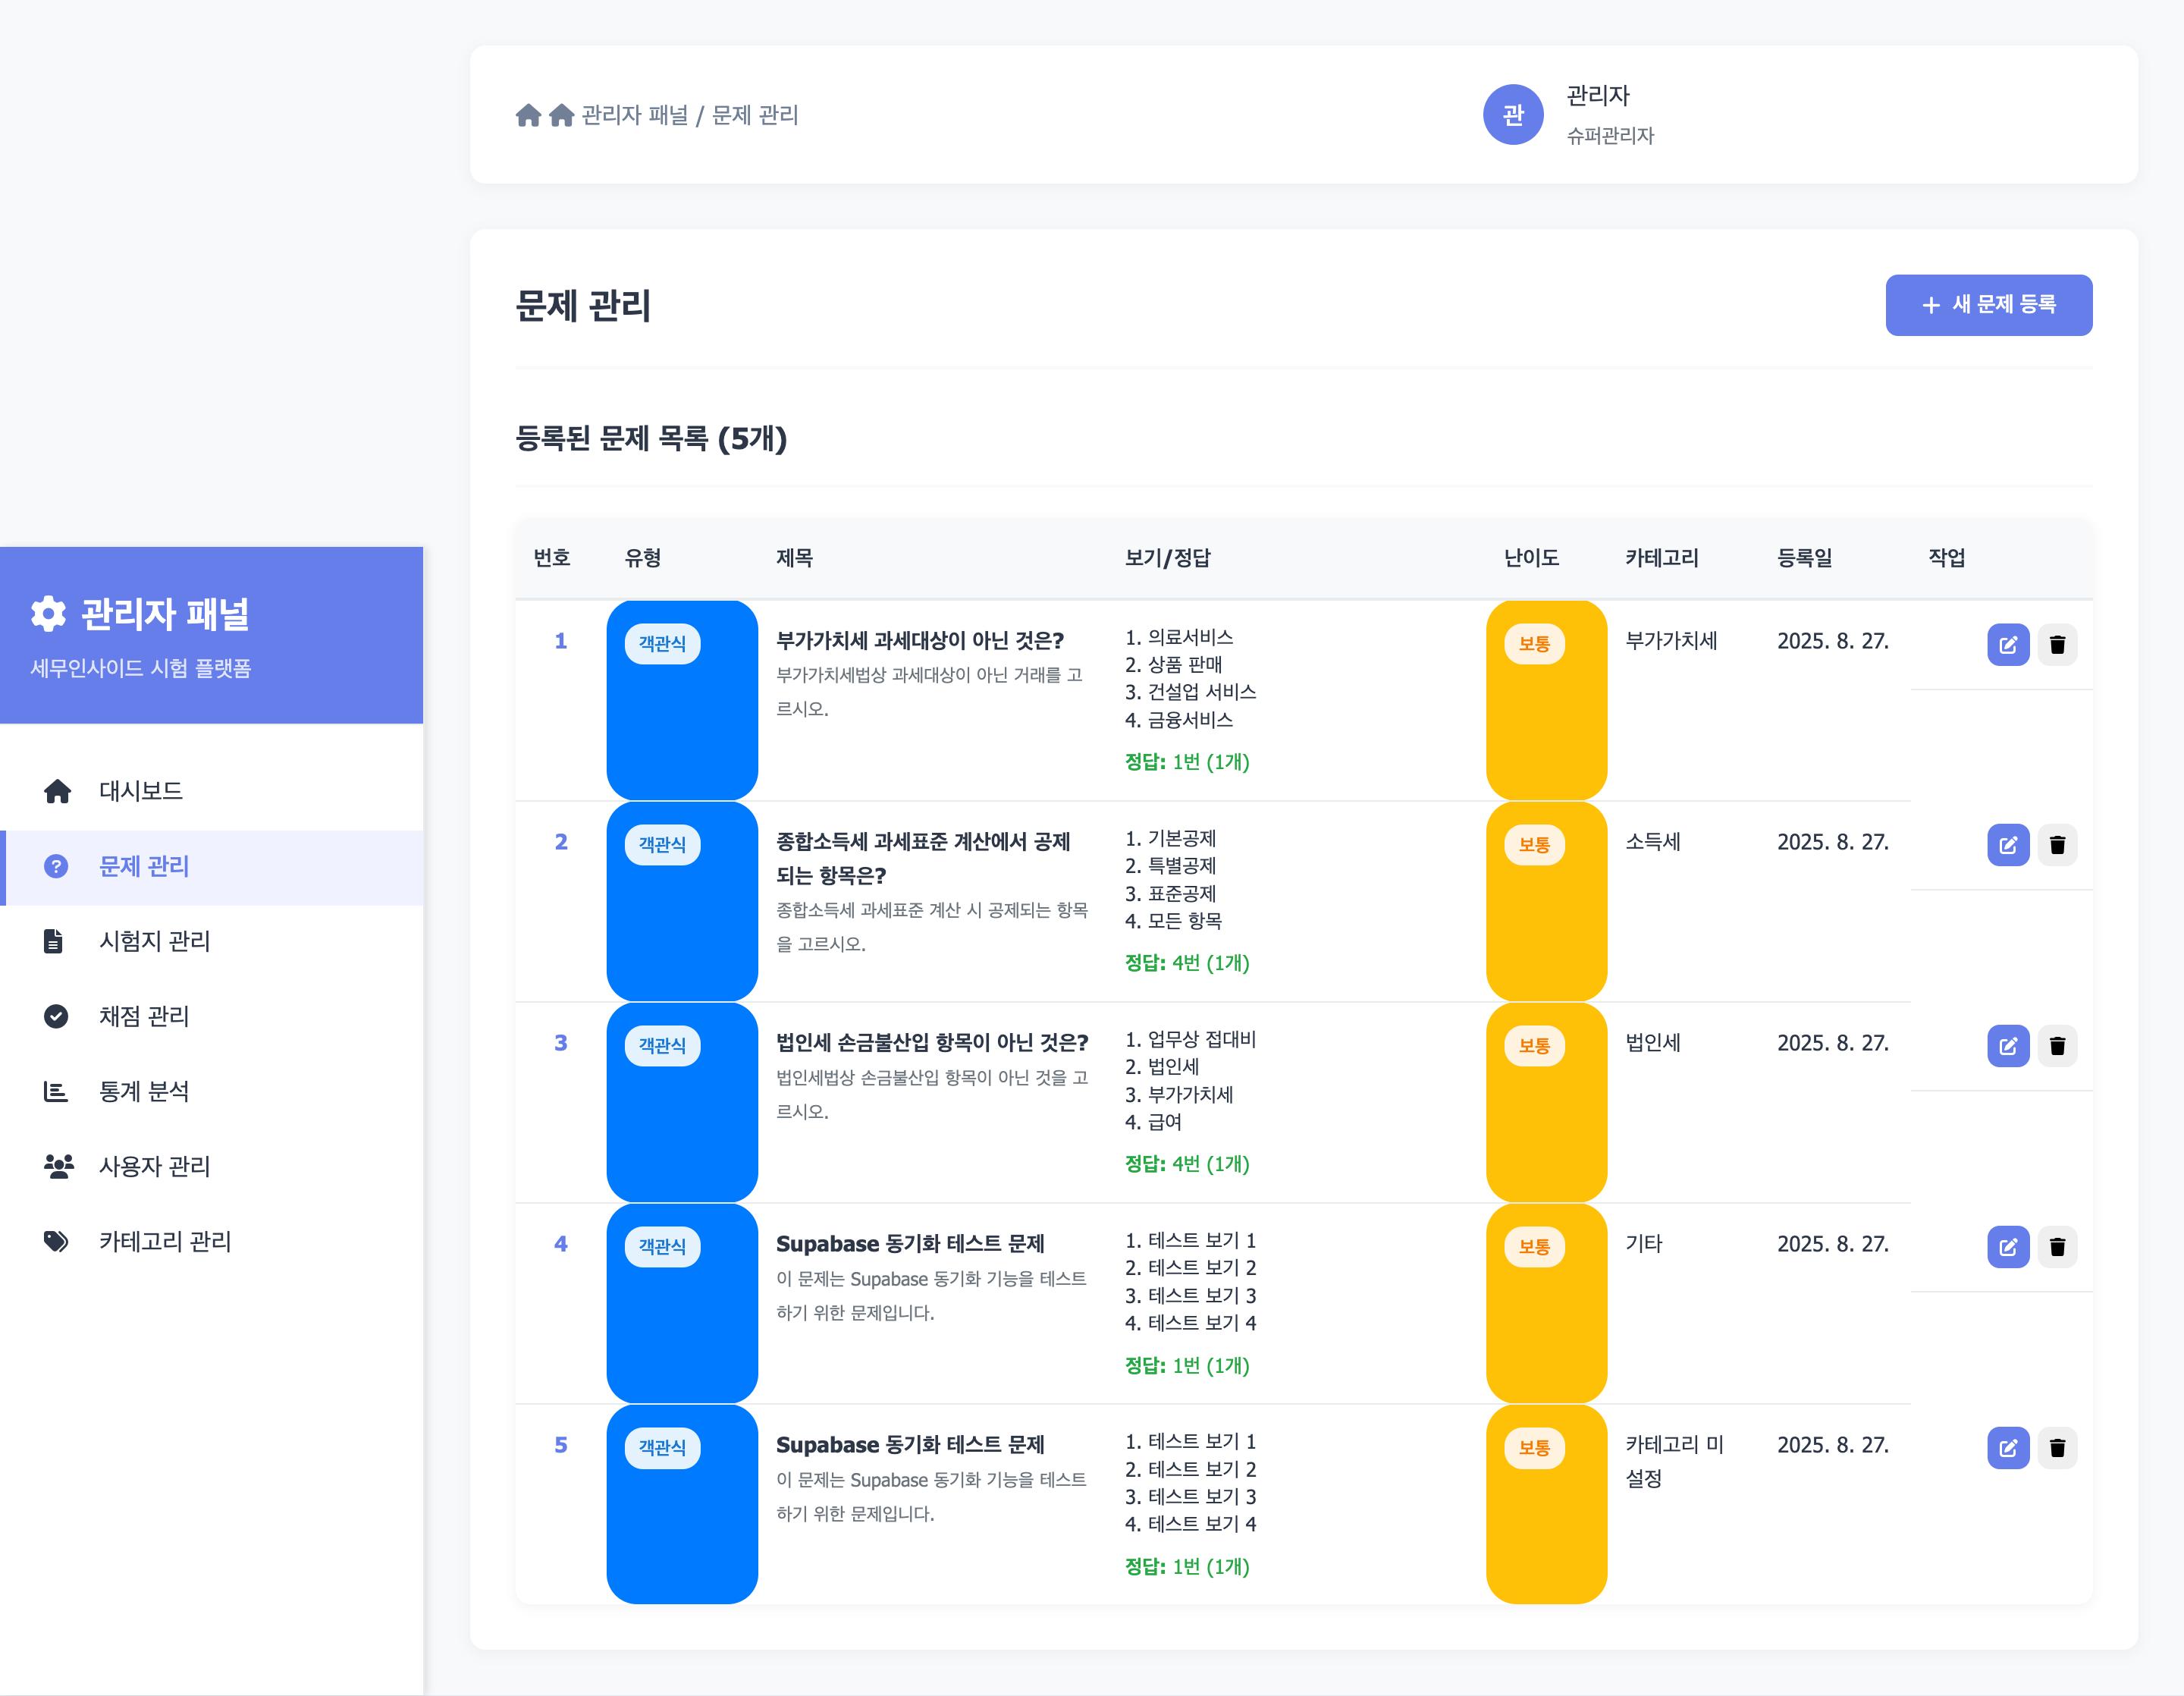 관리자 패널 / 문제 관리
관
관리자
슈퍼관리자
관리자 패널
세무인사이드 시험 플랫폼
대시보드
문제 관리
시험지 관리
채점 관리
통계 분석
사용자 관리
카테고리 관리
문제 관리
+ 새 문제 등록
등록된 문제 목록 (5개)
번호 유형 제목 보기/정답 난이도 카테고리 등록일 작업
1
객관식
부가가치세 과세대상이 아닌 것은?
부가가치세법상 과세대상이 아닌 거래를 고
르시오.
1. 의료서비스
2. 상품 판매
3. 건설업 서비스
4. 금융서비스
정답: 1번 (1개)
보통
부가가치세
2025. 8. 27.
2
객관식
종합소득세 과세표준 계산에서 공제
되는 항목은?
종합소득세 과세표준 계산 시 공제되는 항목
을 고르시오.
1. 기본공제
2. 특별공제
3. 표준공제
4. 모든 항목
정답: 4번 (1개)
보통
소득세
2025. 8. 27.
3
객관식
법인세 손금불산입 항목이 아닌 것은?
법인세법상 손금불산입 항목이 아닌 것을 고
르시오.
1. 업무상 접대비
2. 법인세
3. 부가가치세
4. 급여
정답: 4번 (1개)
보통
법인세
2025. 8. 27.
4
객관식
Supabase 동기화 테스트 문제
이 문제는 Supabase 동기화 기능을 테스트
하기 위한 문제입니다.
1. 테스트 보기 1
2. 테스트 보기 2
3. 테스트 보기 3
4. 테스트 보기 4
정답: 1번 (1개)
보통
기타
2025. 8. 27.
5
객관식
Supabase 동기화 테스트 문제
이 문제는 Supabase 동기화 기능을 테스트
하기 위한 문제입니다.
1. 테스트 보기 1
2. 테스트 보기 2
3. 테스트 보기 3
4. 테스트 보기 4
정답: 1번 (1개)
보통
카테고리 미
설정
2025. 8. 27.